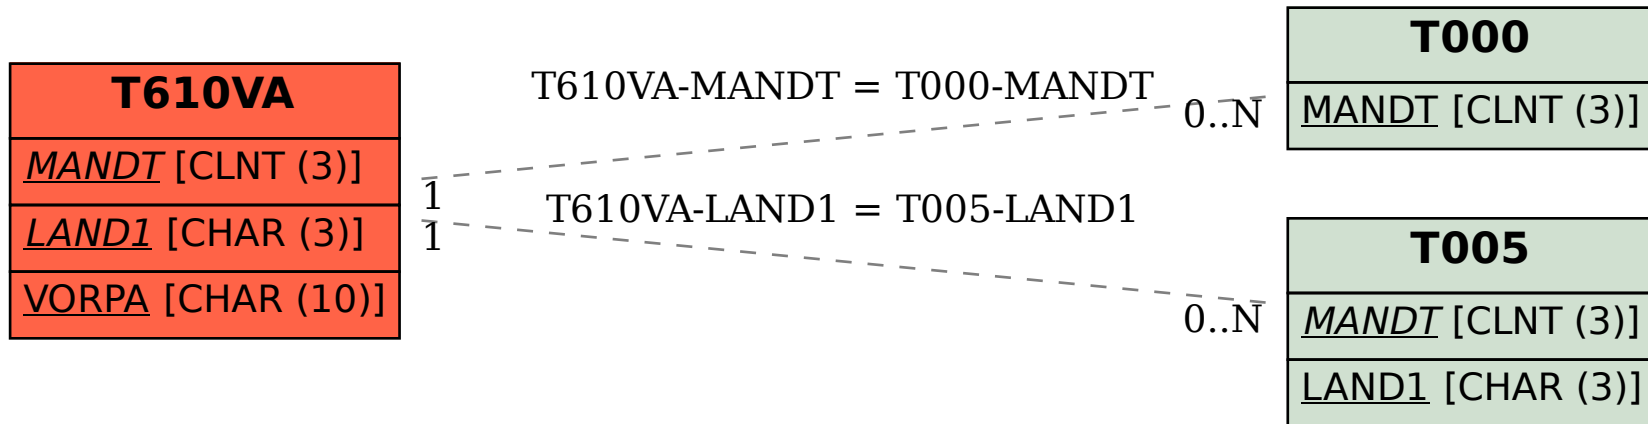 T610VA
MANDT [CLNT (3)]
LAND1 [CHAR (3)]
VORPA [CHAR (10)]
T610VA-MANDT = T000-MANDT
0..N
1
T610VA-LAND1 = T005-LAND1
1
0..N
T000
MANDT [CLNT (3)]
T005
MANDT [CLNT (3)]
LAND1 [CHAR (3)]